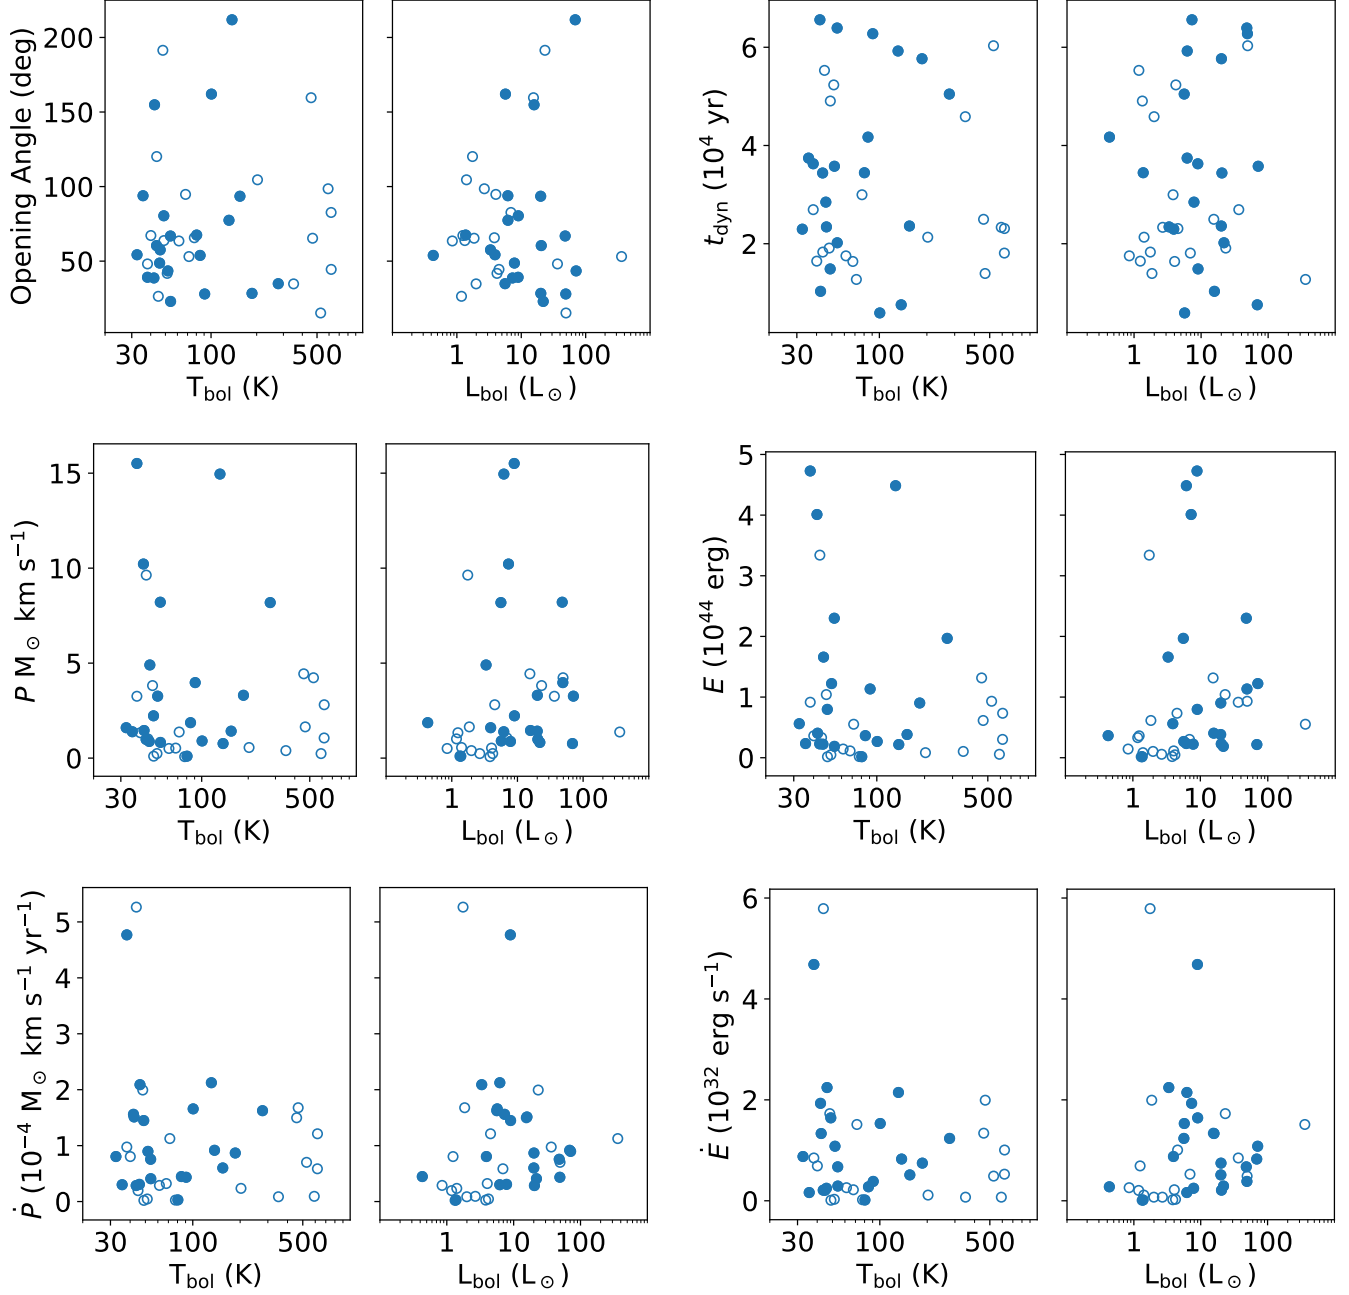 Opening Angle (deg)
200
150
100
50
30 100 500
T_bol (K)
1 10 100
L_bol (L_⊙)
t_dyn (10^4 yr)
6
4
2
30 100 500
T_bol (K)
1 10 100
L_bol (L_⊙)
P M_⊙ km s^−1)
15
10
5
0
30 100 500
T_bol (K)
1 10 100
L_bol (L_⊙)
E (10^44 erg)
5
4
3
2
1
0
30 100 500
T_bol (K)
1 10 100
L_bol (L_⊙)
Ṗ (10^−4 M_⊙ km s^−1 yr^−1)
5
4
3
2
1
0
30 100 500
T_bol (K)
1 10 100
L_bol (L_⊙)
Ė (10^32 erg s^−1)
6
4
2
0
30 100 500
T_bol (K)
1 10 100
L_bol (L_⊙)